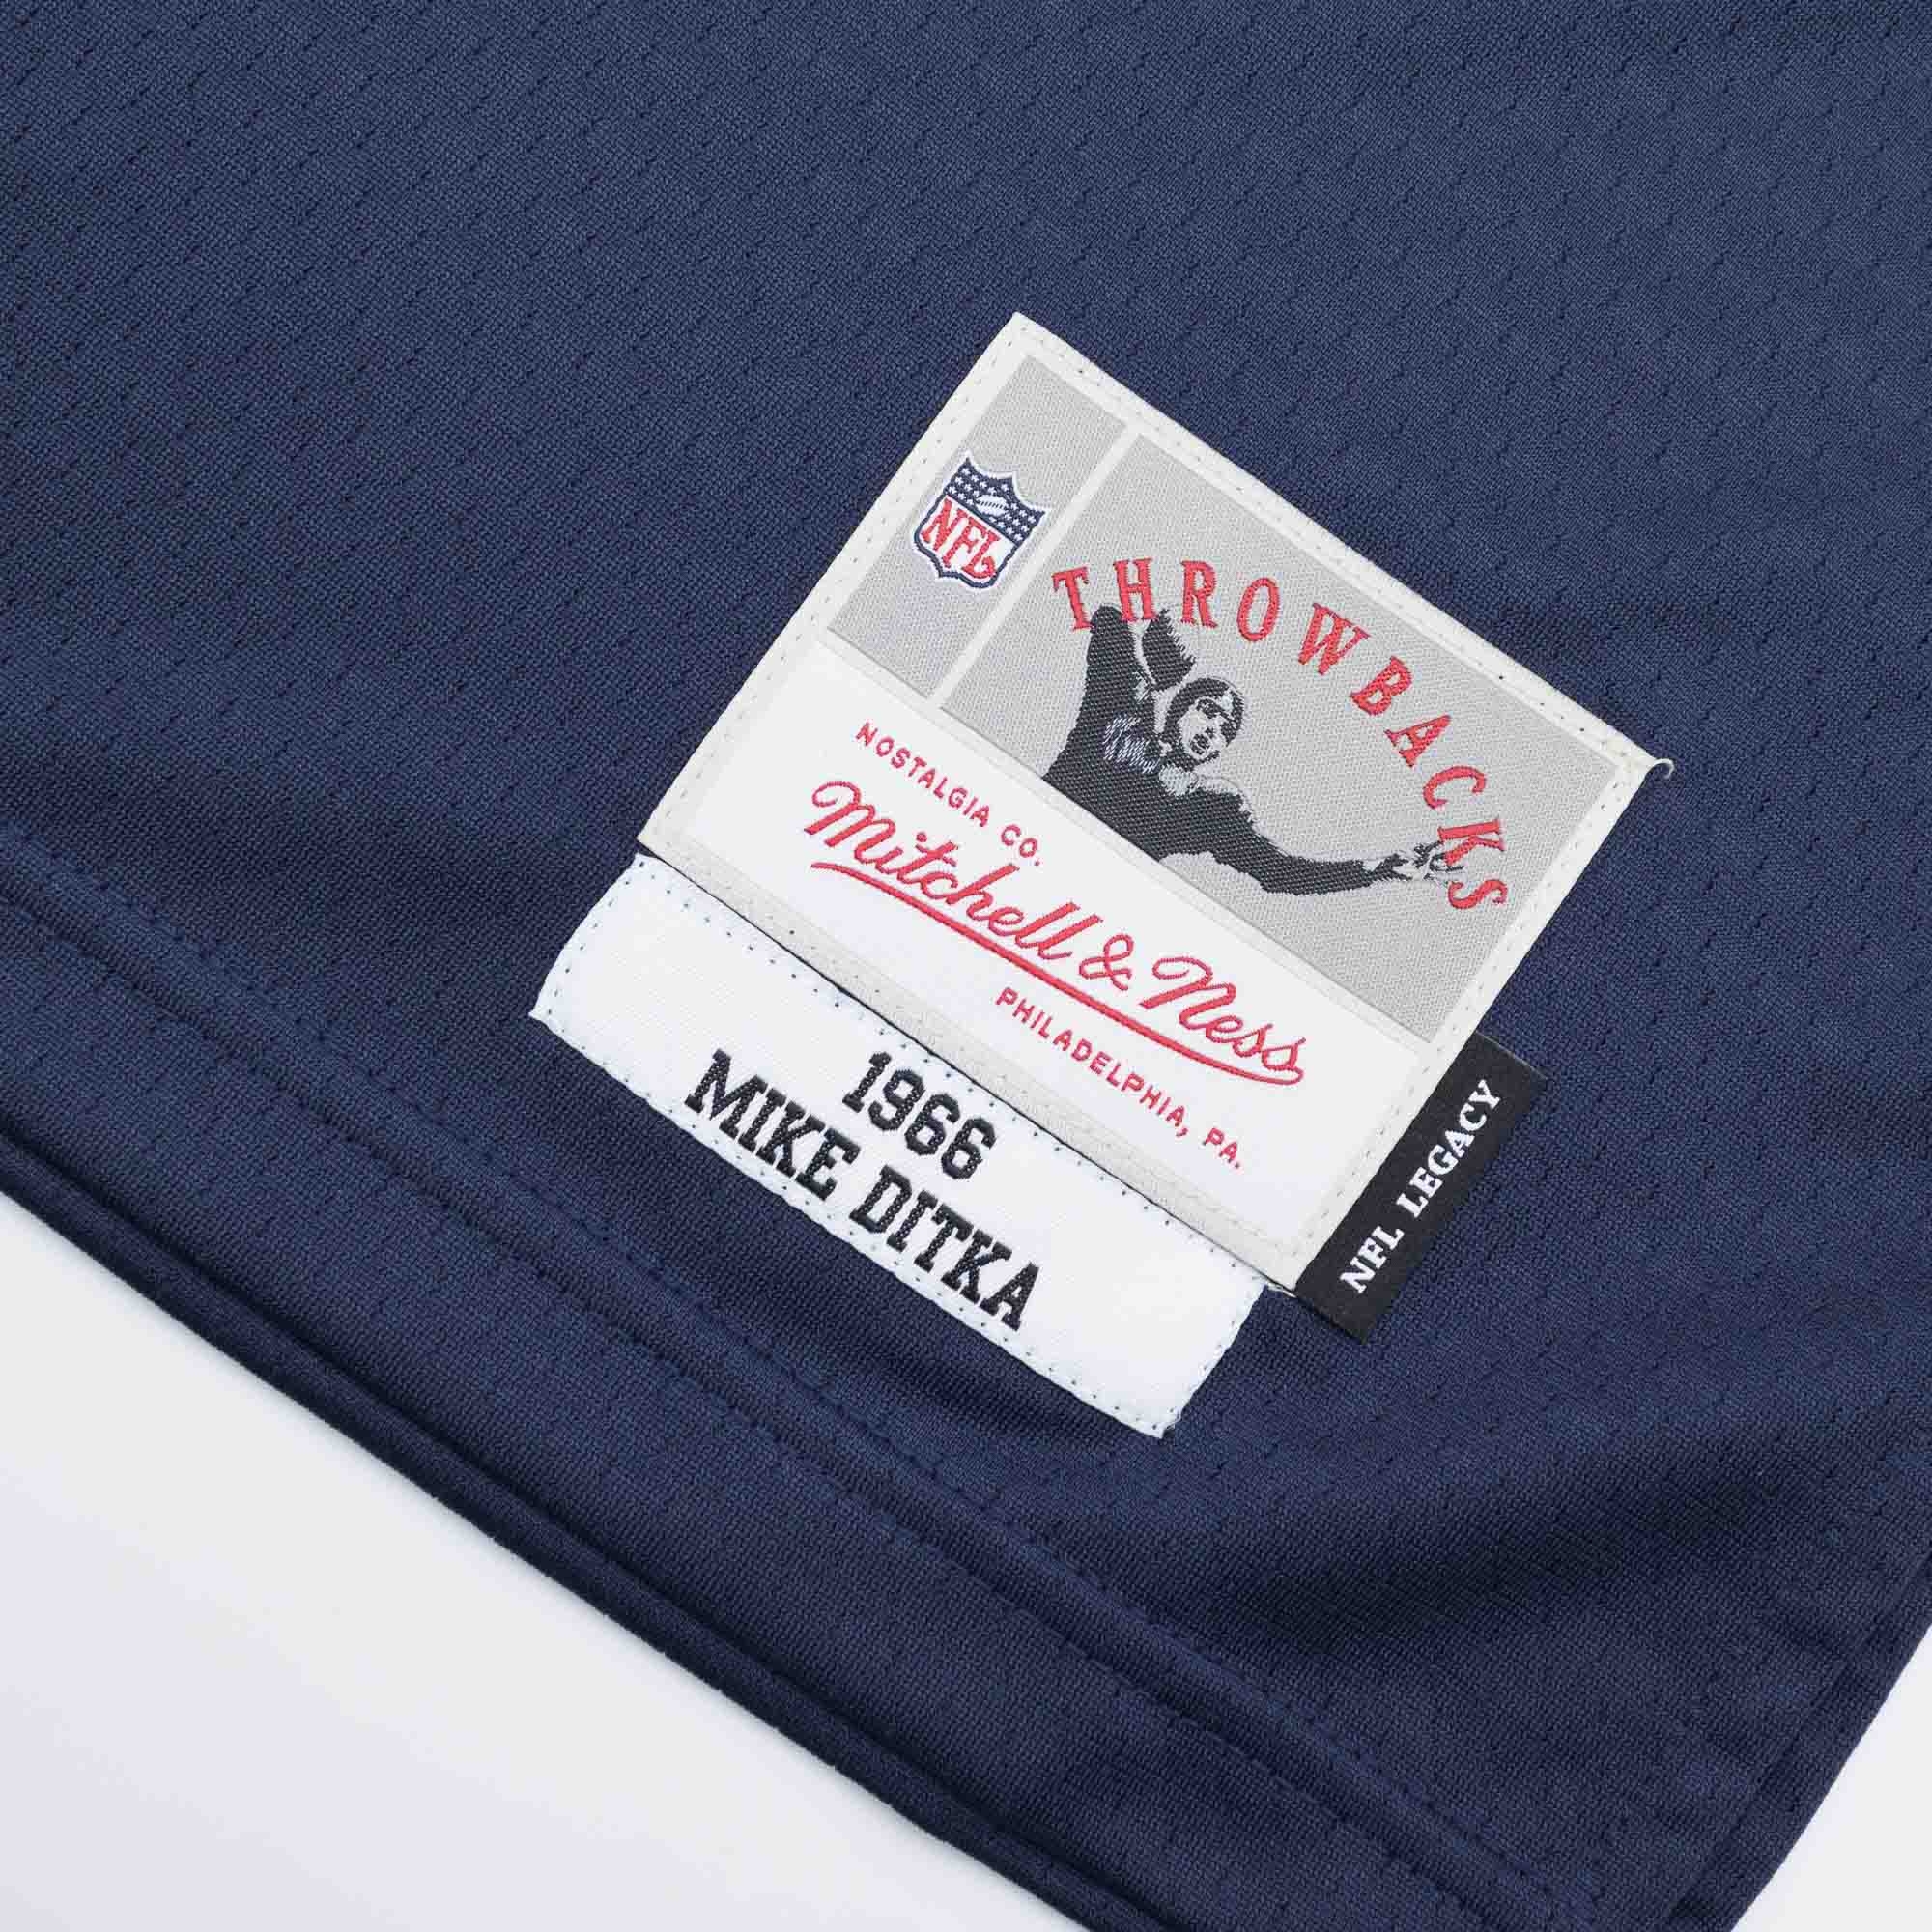 NFL
THROWBACKS
NOSTALGIA CO.
Mitchell & Ness
PHILADELPHIA, PA.
1966
MIKE DITKA
NFL LEGACY